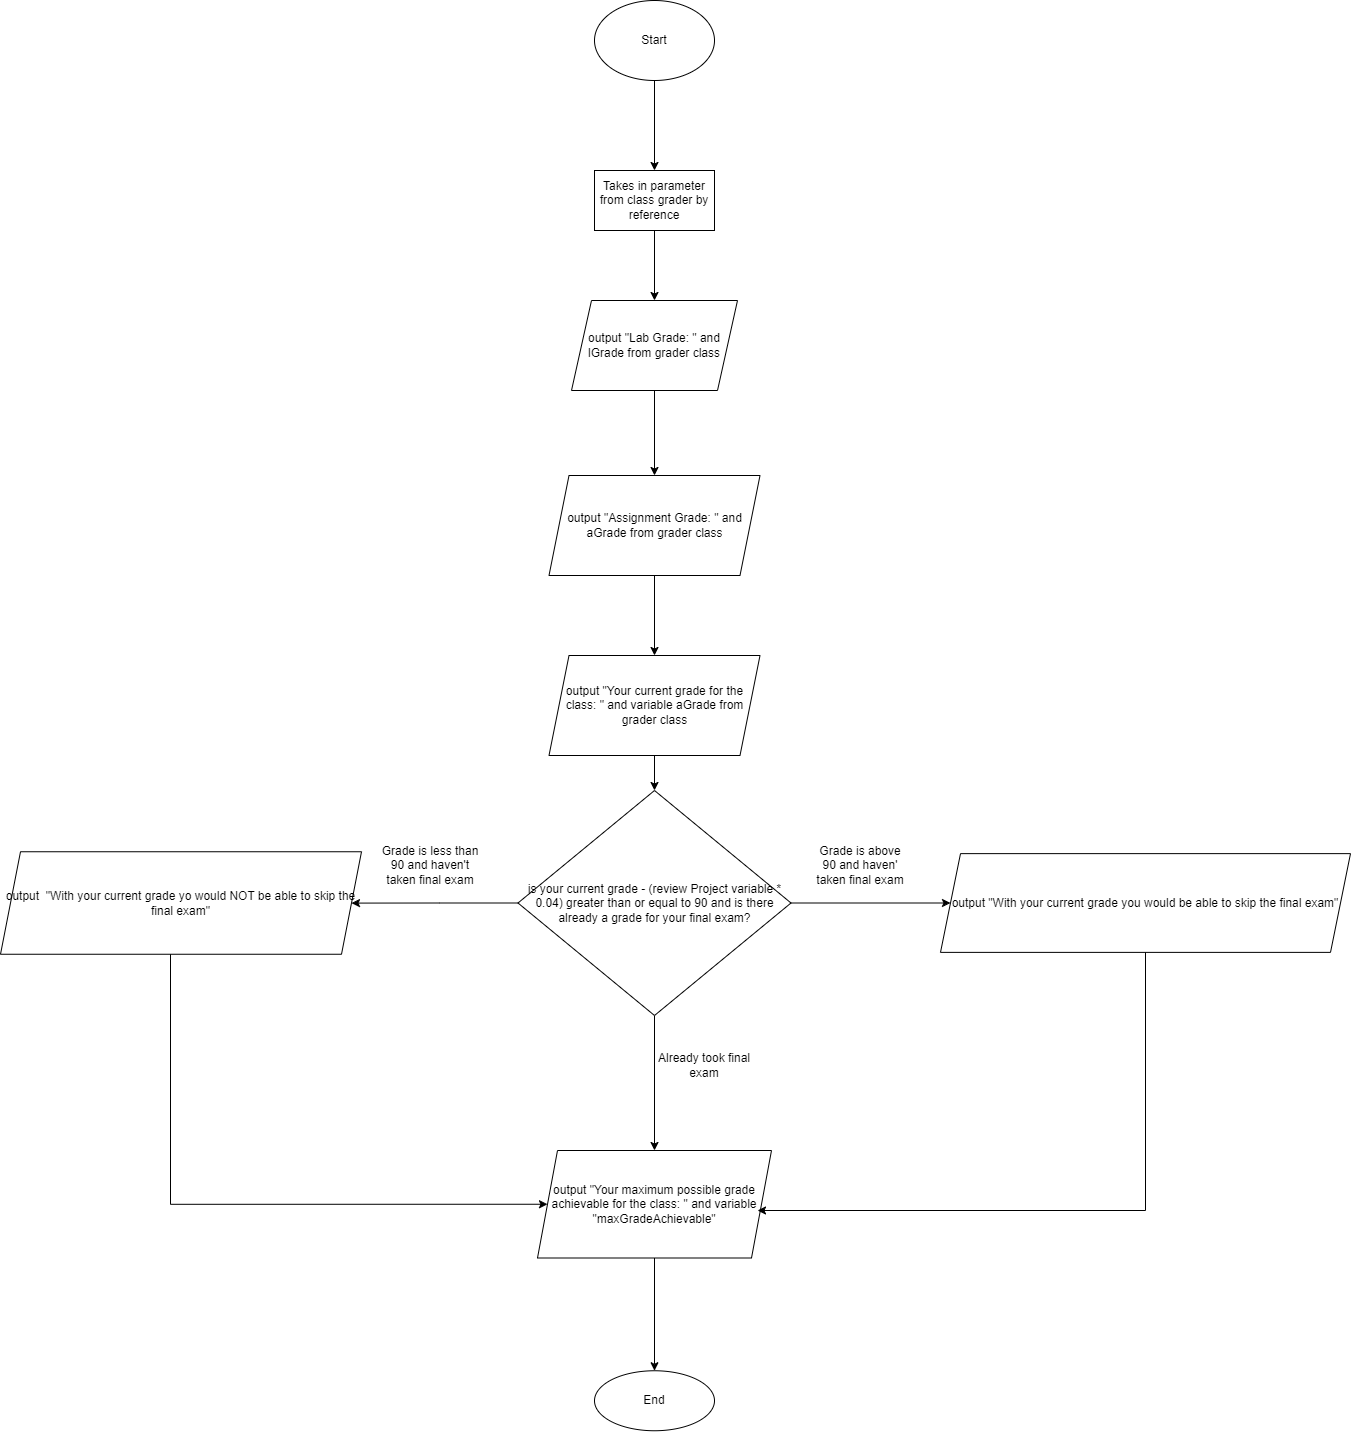 Start
Takes in parameter
from class grader by
reference
output "Lab Grade: " and
lGrade from grader class
output "Assignment Grade: " and
aGrade from grader class
output "Your current grade for the
class: " and variable aGrade from
grader class
Grade is less than
90 and haven't
taken final exam
Grade is above
90 and haven'
taken final exam
output  "With your current grade yo would NOT be able to skip the
final exam"
is your current grade - (review Project variable *
0.04) greater than or equal to 90 and is there
already a grade for your final exam?
output "With your current grade you would be able to skip the final exam"
Already took final
exam
output "Your maximum possible grade
achievable for the class: " and variable
"maxGradeAchievable"
End